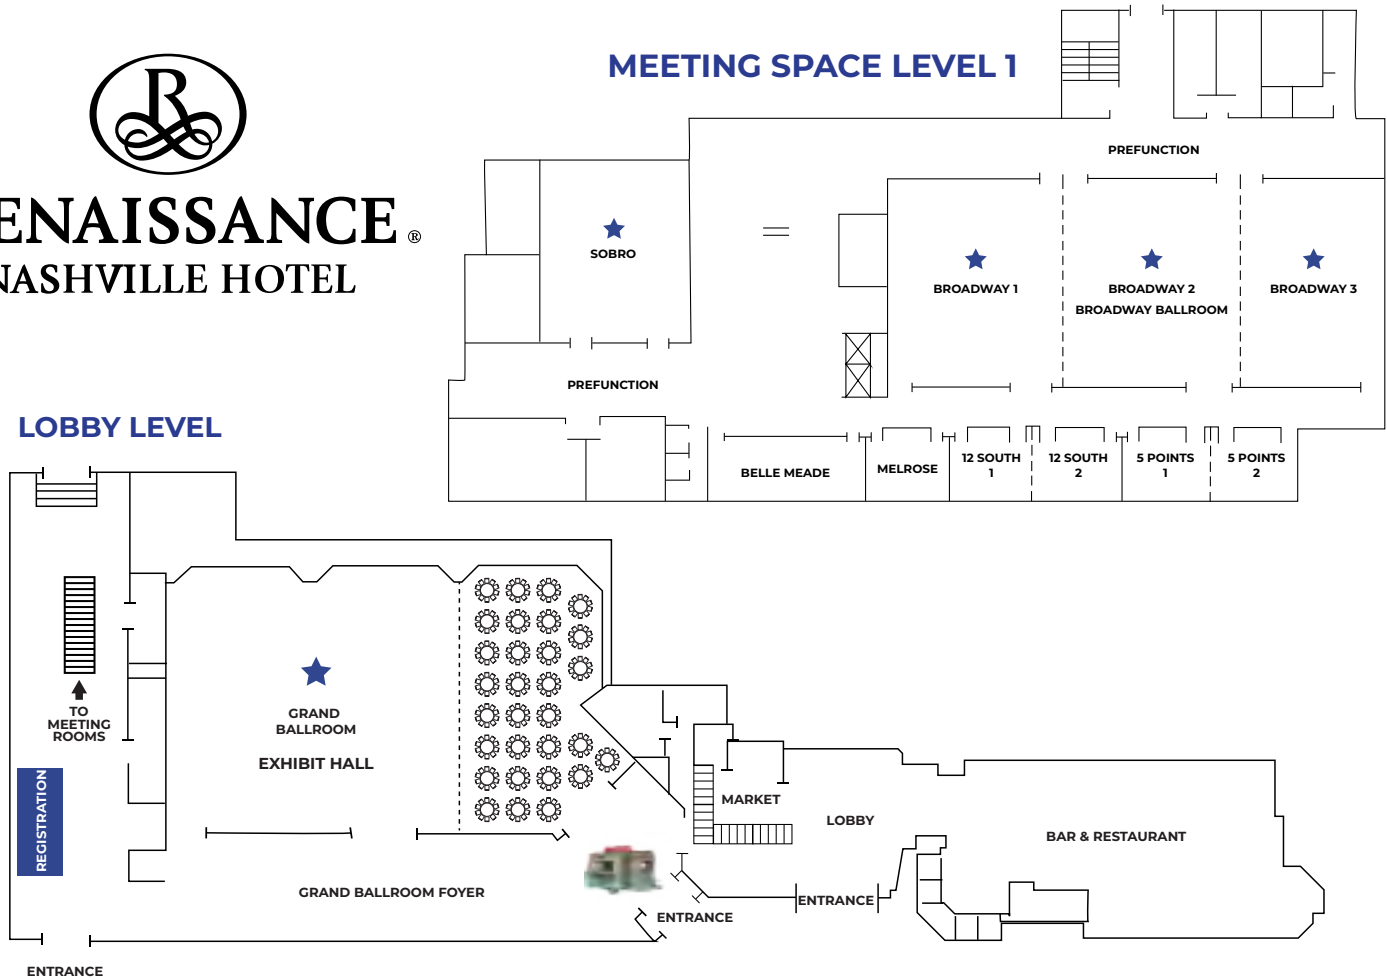 MEETING SPACE LEVEL 1
R
ENAISSANCE®
NASHVILLE HOTEL
PREFUNCTION
SOBRO
BROADWAY 1
BROADWAY 2
BROADWAY BALLROOM
BROADWAY 3
PREFUNCTION
BELLE MEADE
MELROSE
12 SOUTH
1
12 SOUTH
2
5 POINTS
1
5 POINTS
2
LOBBY LEVEL
TO
MEETING
ROOMS
REGISTRATION
GRAND
BALLROOM
EXHIBIT HALL
GRAND BALLROOM FOYER
MARKET
LOBBY
BAR & RESTAURANT
ENTRANCE
ENTRANCE
ENTRANCE